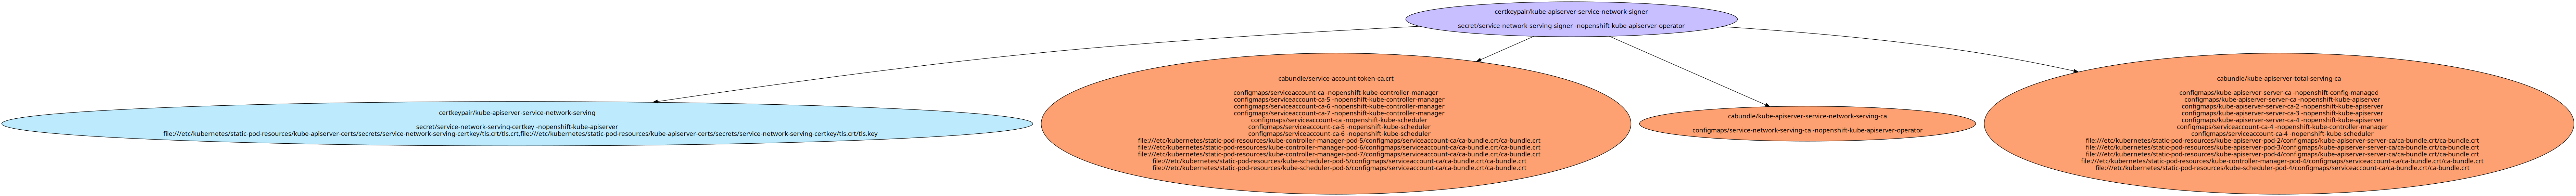 certkeypair/kube-apiserver-service-network-signer
secret/service-network-serving-signer -nopenshift-kube-apiserver-operator
certkeypair/kube-apiserver-service-network-serving
secret/service-network-serving-certkey -nopenshift-kube-apiserver
file:///etc/kubernetes/static-pod-resources/kube-apiserver-certs/secrets/service-network-serving-certkey/tls.crt/tls.crt,file:///etc/kubernetes/static-pod-resources/kube-apiserver-certs/secrets/service-network-serving-certkey/tls.crt/tls.key
cabundle/service-account-token-ca.crt
configmaps/serviceaccount-ca -nopenshift-kube-controller-manager
configmaps/serviceaccount-ca-5 -nopenshift-kube-controller-manager
configmaps/serviceaccount-ca-6 -nopenshift-kube-controller-manager
configmaps/serviceaccount-ca-7 -nopenshift-kube-controller-manager
configmaps/serviceaccount-ca -nopenshift-kube-scheduler
configmaps/serviceaccount-ca-5 -nopenshift-kube-scheduler
configmaps/serviceaccount-ca-6 -nopenshift-kube-scheduler
file:///etc/kubernetes/static-pod-resources/kube-controller-manager-pod-5/configmaps/serviceaccount-ca/ca-bundle.crt/ca-bundle.crt
file:///etc/kubernetes/static-pod-resources/kube-controller-manager-pod-6/configmaps/serviceaccount-ca/ca-bundle.crt/ca-bundle.crt
file:///etc/kubernetes/static-pod-resources/kube-controller-manager-pod-7/configmaps/serviceaccount-ca/ca-bundle.crt/ca-bundle.crt
file:///etc/kubernetes/static-pod-resources/kube-scheduler-pod-5/configmaps/serviceaccount-ca/ca-bundle.crt/ca-bundle.crt
file:///etc/kubernetes/static-pod-resources/kube-scheduler-pod-6/configmaps/serviceaccount-ca/ca-bundle.crt/ca-bundle.crt
cabundle/kube-apiserver-service-network-serving-ca
configmaps/service-network-serving-ca -nopenshift-kube-apiserver-operator
cabundle/kube-apiserver-total-serving-ca
configmaps/kube-apiserver-server-ca -nopenshift-config-managed
configmaps/kube-apiserver-server-ca -nopenshift-kube-apiserver
configmaps/kube-apiserver-server-ca-2 -nopenshift-kube-apiserver
configmaps/kube-apiserver-server-ca-3 -nopenshift-kube-apiserver
configmaps/kube-apiserver-server-ca-4 -nopenshift-kube-apiserver
configmaps/serviceaccount-ca-4 -nopenshift-kube-controller-manager
configmaps/serviceaccount-ca-4 -nopenshift-kube-scheduler
file:///etc/kubernetes/static-pod-resources/kube-apiserver-pod-2/configmaps/kube-apiserver-server-ca/ca-bundle.crt/ca-bundle.crt
file:///etc/kubernetes/static-pod-resources/kube-apiserver-pod-3/configmaps/kube-apiserver-server-ca/ca-bundle.crt/ca-bundle.crt
file:///etc/kubernetes/static-pod-resources/kube-apiserver-pod-4/configmaps/kube-apiserver-server-ca/ca-bundle.crt/ca-bundle.crt
file:///etc/kubernetes/static-pod-resources/kube-controller-manager-pod-4/configmaps/serviceaccount-ca/ca-bundle.crt/ca-bundle.crt
file:///etc/kubernetes/static-pod-resources/kube-scheduler-pod-4/configmaps/serviceaccount-ca/ca-bundle.crt/ca-bundle.crt